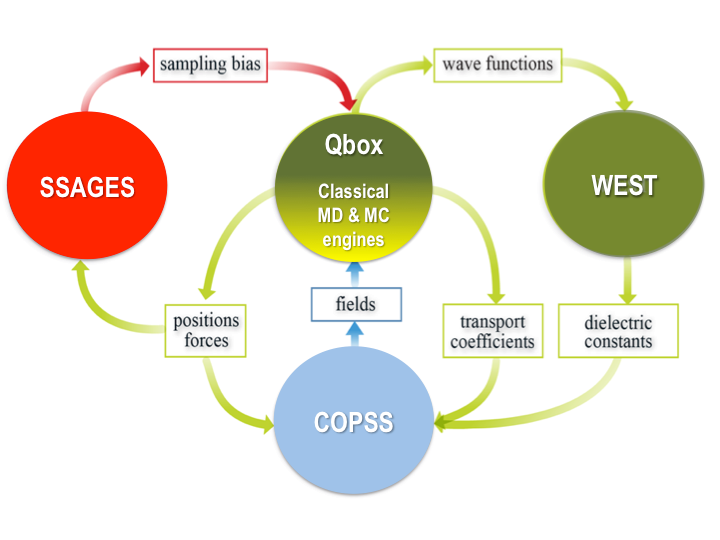 sampling bias
wave functions
SSAGES
Qbox
Classical
MD & MC
engines
WEST
positions
forces
fields
transport
coefficients
dielectric
constants
COPSS